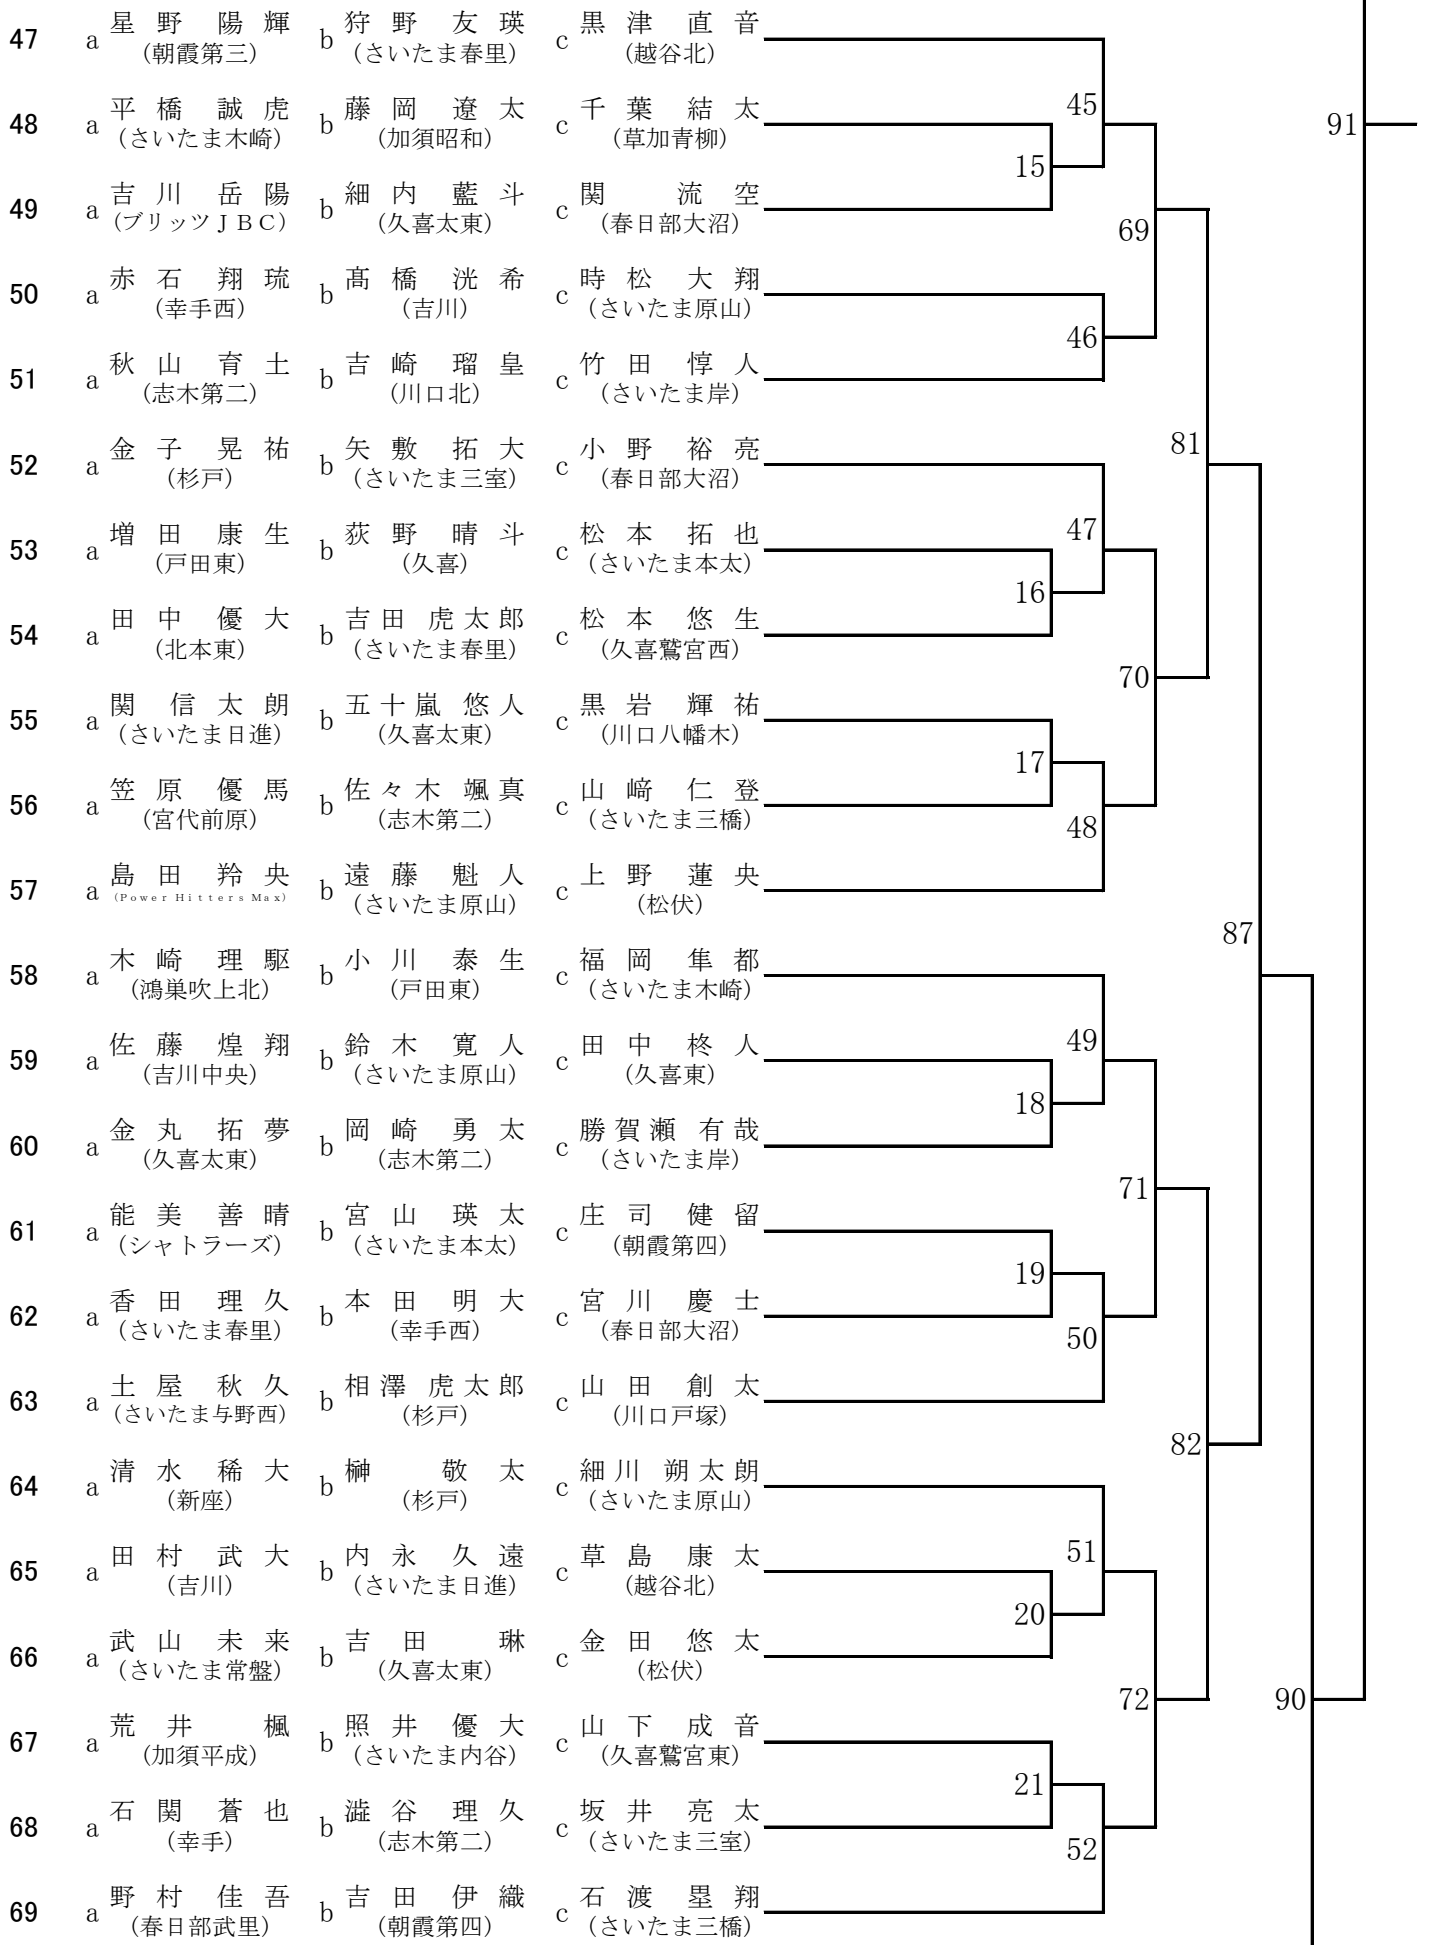 47 a 星野 陽輝 b 狩野 友瑛 c 黒津 直音
(朝霞第三) (さいたま春里) (越谷北)
45
48 a 平橋 誠虎 b 藤岡 遼太 c 千葉 結太 91
(さいたま木崎) (加須昭和) (草加青柳)
15
49 a 吉川 岳陽 b 細内 藍斗 c 関 流空
(ブリッツJBC) (久喜太東) (春日部大沼)
69
50 a 赤石 翔琉 b 髙橋 洸希 c 時松 大翔
(幸手西) (吉川) (さいたま原山)
46
51 a 秋山 育土 b 吉崎 瑠皇 c 竹田 惇人
(志木第二) (川口北) (さいたま岸)
81
52 a 金子 晃祐 b 矢敷 拓大 c 小野 裕亮
(杉戸) (さいたま三室) (春日部大沼)
47
53 a 増田 康生 b 荻野 晴斗 c 松本 拓也
(戸田東) (久喜) (さいたま本太)
16
54 a 田中 優大 b 吉田 虎太郎 c 松本 悠生
(北本東) (さいたま春里) (久喜鷲宮西)
70
55 a 関 信太朗 b 五十嵐 悠人 c 黒岩 輝祐
(さいたま日進) (久喜太東) (川口八幡木)
17
56 a 笠原 優馬 b 佐々木 颯真 c 山﨑 仁登
(宮代前原) (志木第二) (さいたま三橋)
48
57 a 島田 羚央 b 遠藤 魁人 c 上野 蓮央
(Power Hitters Max) (さいたま原山) (松伏)
87
58 a 木崎 理駆 b 小川 泰生 c 福岡 隼都
(鴻巣吹上北) (戸田東) (さいたま木崎)
49
59 a 佐藤 煌翔 b 鈴木 寛人 c 田中 柊人
(吉川中央) (さいたま原山) (久喜東)
18
60 a 金丸 拓夢 b 岡崎 勇太 c 勝賀瀬 有哉
(久喜太東) (志木第二) (さいたま岸)
71
61 a 能美 善晴 b 宮山 瑛太 c 庄司 健留
(シャトラーズ) (さいたま本太) (朝霞第四)
19
62 a 香田 理久 b 本田 明大 c 宮川 慶士
(さいたま春里) (幸手西) (春日部大沼)
50
63 a 土屋 秋久 b 相澤 虎太郎 c 山田 創太
(さいたま与野西) (杉戸) (川口戸塚)
82
64 a 清水 稀大 b 榊 敬太 c 細川 朔太朗
(新座) (杉戸) (さいたま原山)
51
65 a 田村 武大 b 内永 久遠 c 草島 康太
(吉川) (さいたま日進) (越谷北)
20
66 a 武山 未来 b 吉田 琳 c 金田 悠太
(さいたま常盤) (久喜太東) (松伏)
72 90
67 a 荒井 楓 b 照井 優大 c 山下 成音
(加須平成) (さいたま内谷) (久喜鷲宮東)
21
68 a 石関 蒼也 b 澁谷 理久 c 坂井 亮太
(幸手) (志木第二) (さいたま三室)
52
69 a 野村 佳吾 b 吉田 伊織 c 石渡 塁翔
(春日部武里) (朝霞第四) (さいたま三橋)